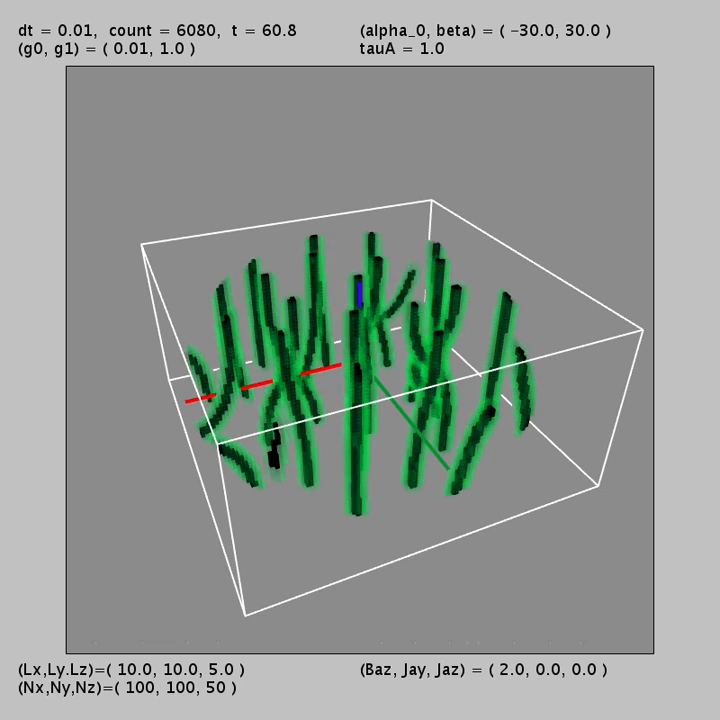 dt = 0.01,  count = 6080,  t = 60.8
(alpha_0, beta) = ( -30.0, 30.0 )
(g0, g1) = ( 0.01, 1.0 )
tauA = 1.0
(Lx,Ly.Lz)=( 10.0, 10.0, 5.0 )
(Baz, Jay, Jaz) = ( 2.0, 0.0, 0.0 )
(Nx,Ny,Nz)=( 100, 100, 50 )